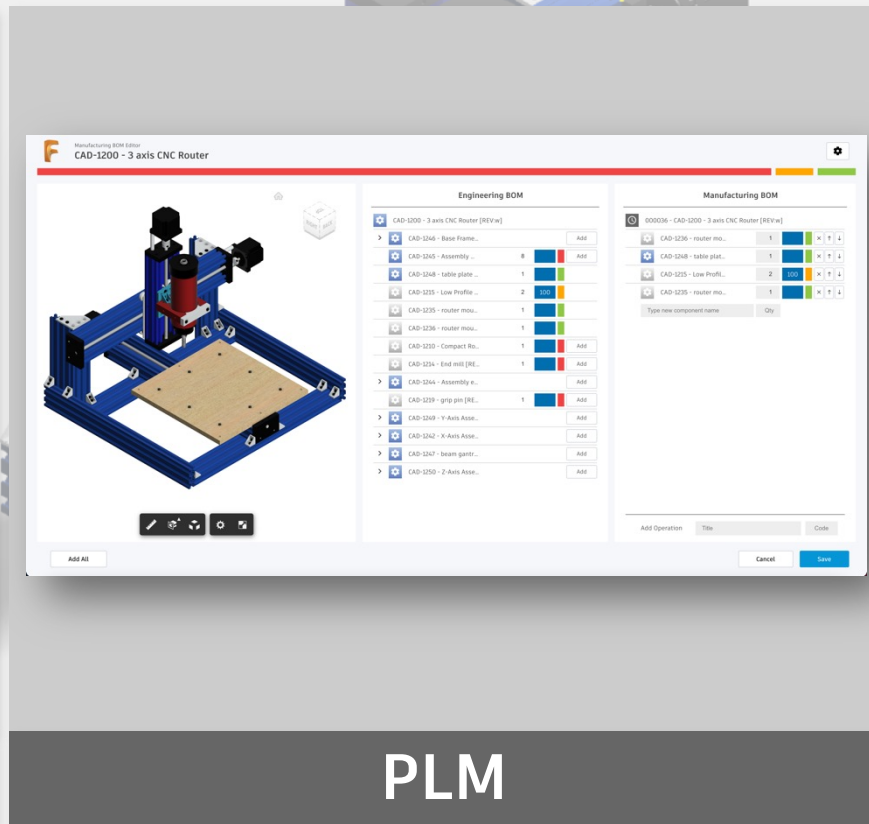 Manufacturing BOM Editor
CAD-1200 - 3 axis CNC Router
Engineering BOM
CAD-1200 - 3 axis CNC Router [REV:w]
CAD-1246 - Base Frame... Add
CAD-1245 - Assembly ... 8 Add
CAD-1248 - table plate ... 1
CAD-1215 - Low Profile ... 2 100
CAD-1235 - router mou... 1
CAD-1236 - router mou... 1
CAD-1210 - Compact Ro... 1 Add
CAD-1214 - End mill [RE... 1 Add
CAD-1244 - Assembly e... Add
CAD-1219 - grip pin [RE... 1 Add
CAD-1249 - Y-Axis Asse... Add
CAD-1242 - X-Axis Asse... Add
CAD-1247 - beam gantr... Add
CAD-1250 - Z-Axis Asse... Add
Manufacturing BOM
000036 - CAD-1200 - 3 axis CNC Router [REV:w]
CAD-1236 - router mo... 1
CAD-1248 - table plat... 1
CAD-1215 - Low Profil... 2 100
CAD-1235 - router mo... 1
Type new component name Qty
Add Operation Title Code
Add All Cancel Save
PLM